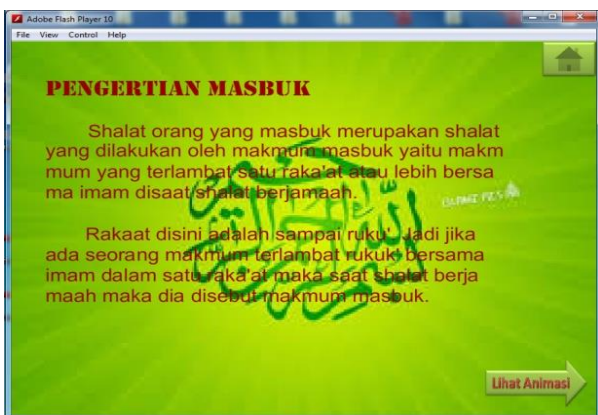 Adobe Flash Player 10
File View Control Help
PENGERTIAN MASBUK
Shalat orang yang masbuk merupakan shalat
yang dilakukan oleh makmum masbuk yaitu makm
mum yang terlambat satu raka'at atau lebih bersa
ma imam disaat shalat berjamaah.
Rakaat disini adalah sampai ruku'. Jadi jika
ada seorang makmum terlambat rukuk bersama
imam dalam satu raka'at maka saat shalat berja
maah maka dia disebut makmum masbuk.
Lihat Animasi